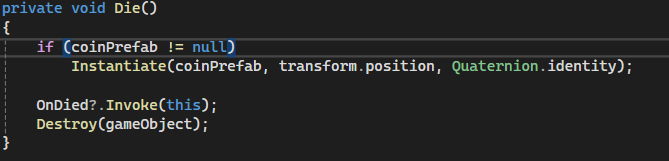 private void Die()
{
    if (coinPrefab != null)
        Instantiate(coinPrefab, transform.position, Quaternion.identity);

    OnDied?.Invoke(this);
    Destroy(gameObject);
}